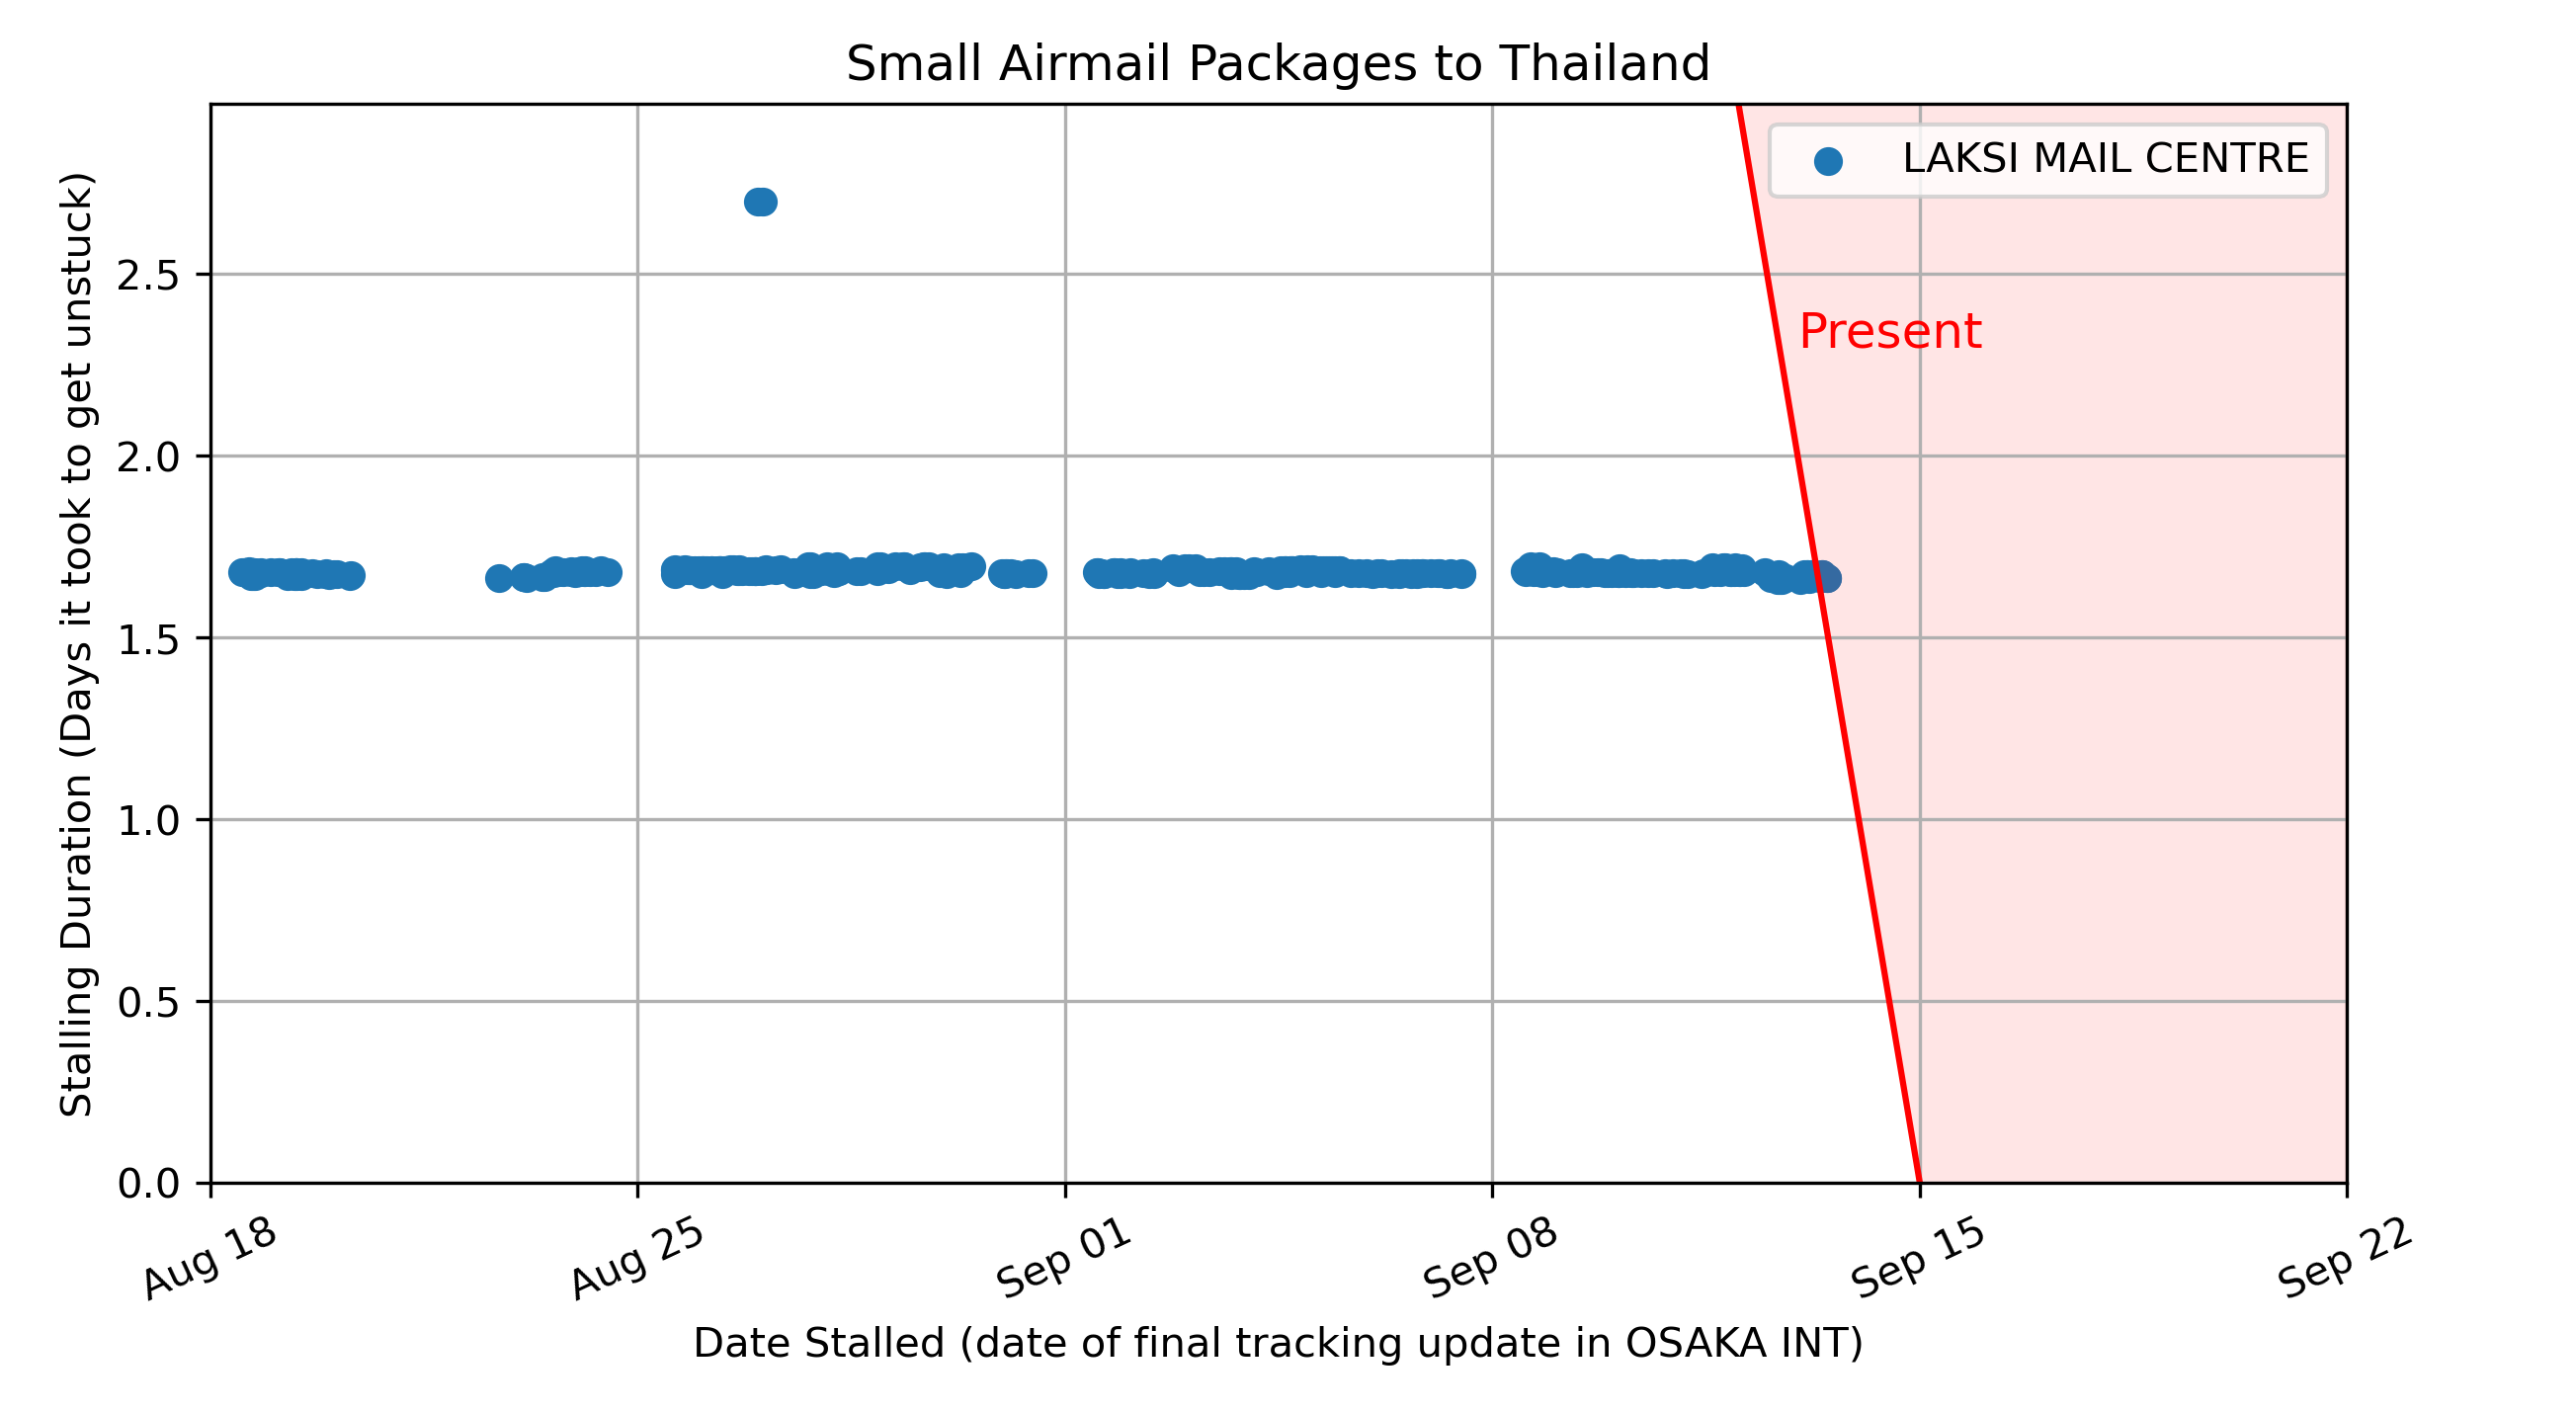 Small Airmail Packages to Thailand
LAKSI MAIL CENTRE
Present
Stalling Duration (Days it took to get unstuck)
2.5
2.0
1.5
1.0
0.5
0.0
Aug 18
Aug 25
Sep 01
Sep 08
Sep 15
Sep 22
Date Stalled (date of final tracking update in OSAKA INT)